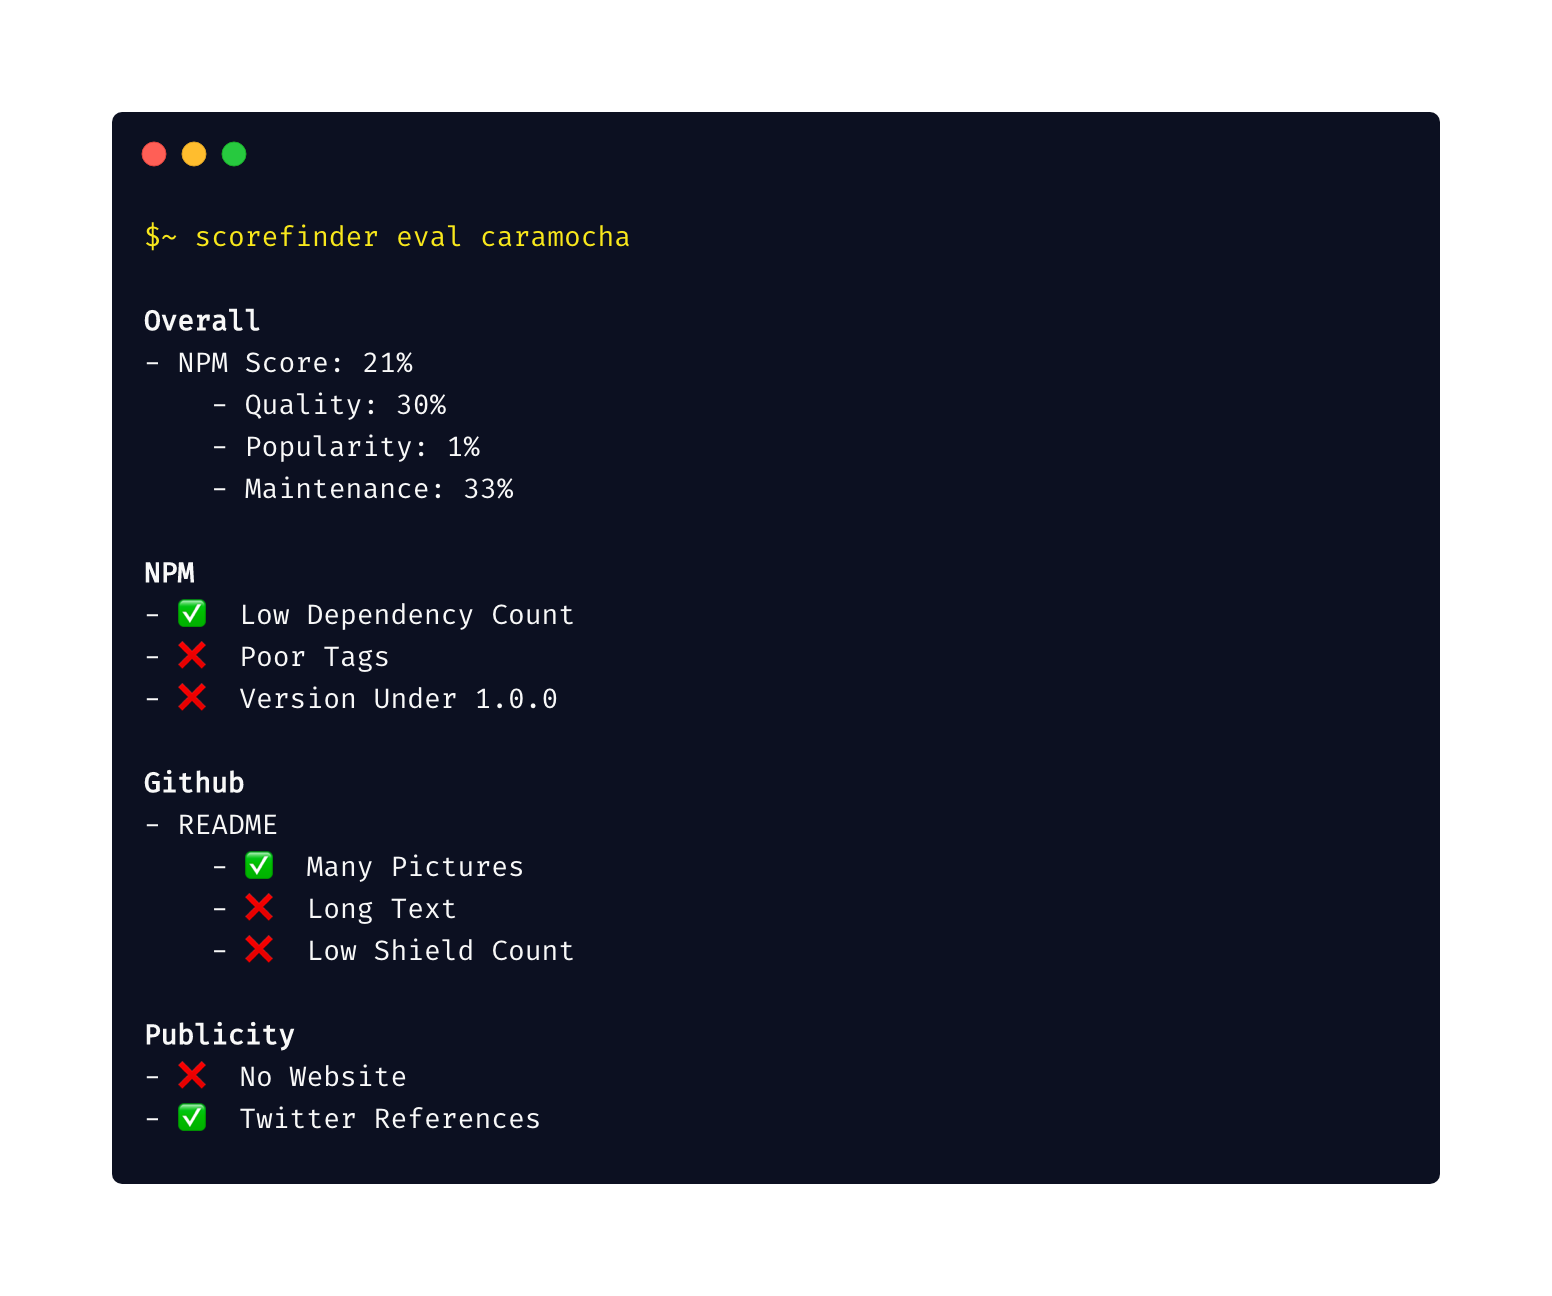 $~ scorefinder eval caramocha
Overall
- NPM Score: 21%
- Quality: 30%
- Popularity: 1%
- Maintenance: 33%
NPM
- ✅ Low Dependency Count
- ❌ Poor Tags
- ❌ Version Under 1.0.0
Github
- README
- ✅ Many Pictures
- ❌ Long Text
- ❌ Low Shield Count
Publicity
- ❌ No Website
- ✅ Twitter References